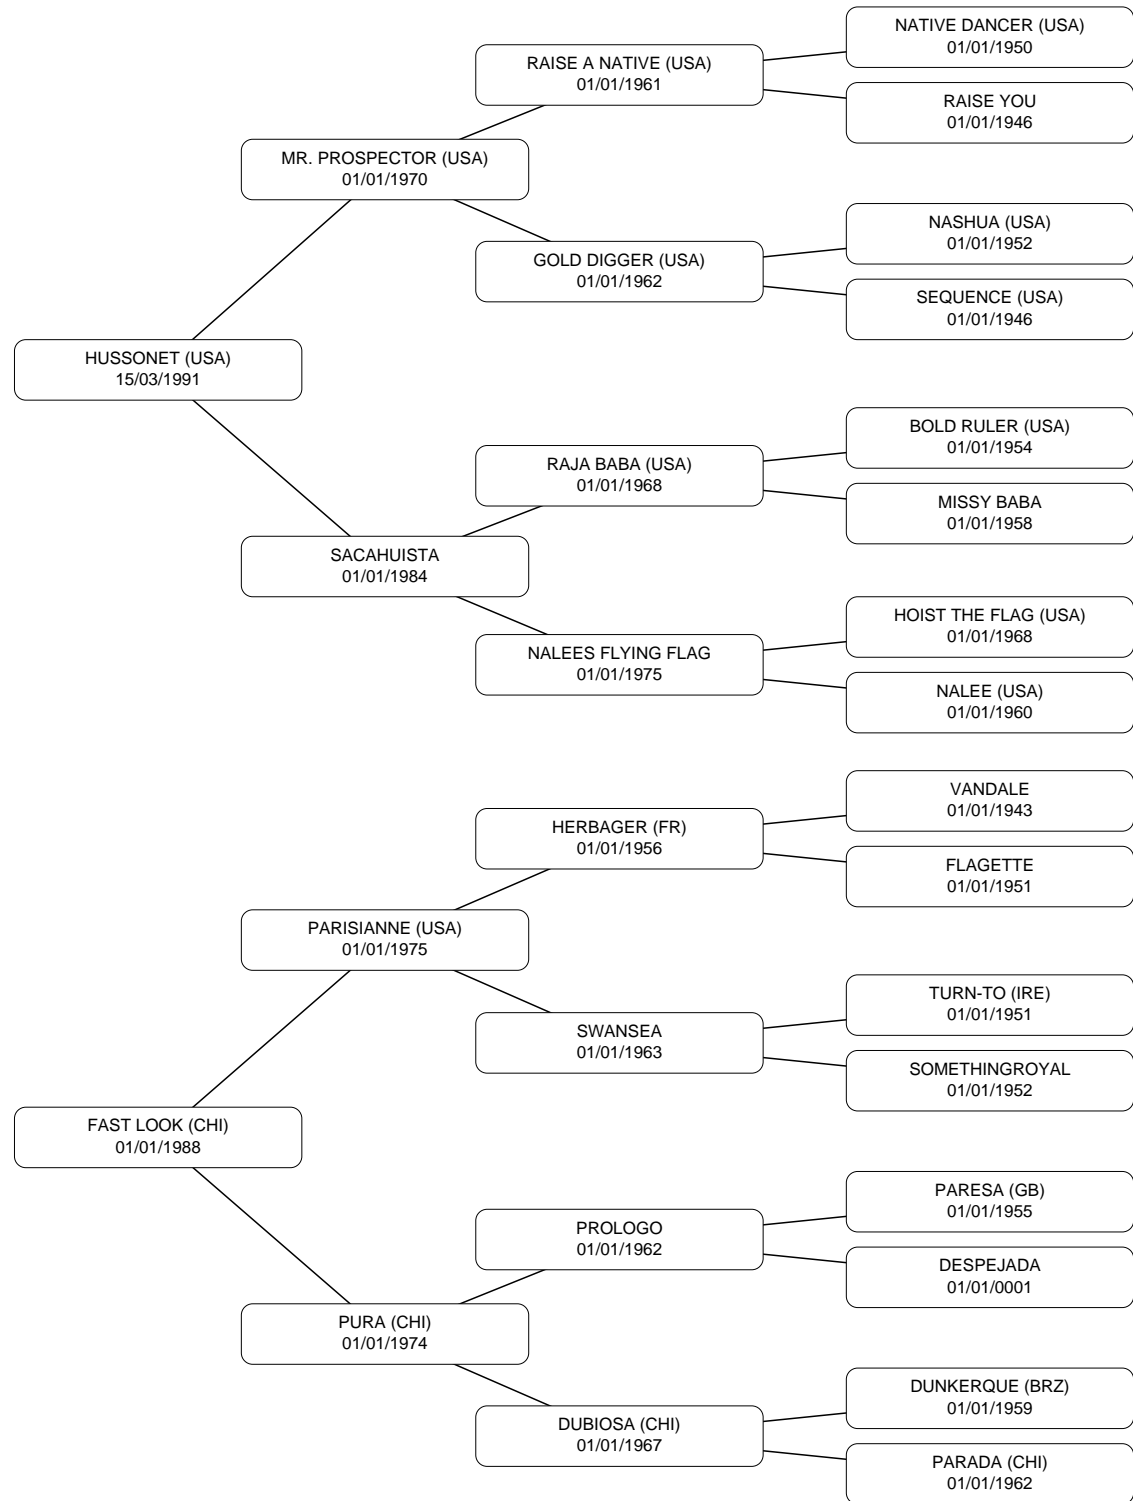 NATIVE DANCER (USA)
01/01/1950
RAISE A NATIVE (USA)
01/01/1961
RAISE YOU
01/01/1946
MR. PROSPECTOR (USA)
01/01/1970
NASHUA (USA)
01/01/1952
GOLD DIGGER (USA)
01/01/1962
SEQUENCE (USA)
01/01/1946
HUSSONET (USA)
15/03/1991
BOLD RULER (USA)
01/01/1954
RAJA BABA (USA)
01/01/1968
MISSY BABA
01/01/1958
SACAHUISTA
01/01/1984
HOIST THE FLAG (USA)
01/01/1968
NALEES FLYING FLAG
01/01/1975
NALEE (USA)
01/01/1960
VANDALE
01/01/1943
HERBAGER (FR)
01/01/1956
FLAGETTE
01/01/1951
PARISIANNE (USA)
01/01/1975
TURN-TO (IRE)
01/01/1951
SWANSEA
01/01/1963
SOMETHINGROYAL
01/01/1952
FAST LOOK (CHI)
01/01/1988
PARESA (GB)
01/01/1955
PROLOGO
01/01/1962
DESPEJADA
01/01/0001
PURA (CHI)
01/01/1974
DUNKERQUE (BRZ)
01/01/1959
DUBIOSA (CHI)
01/01/1967
PARADA (CHI)
01/01/1962